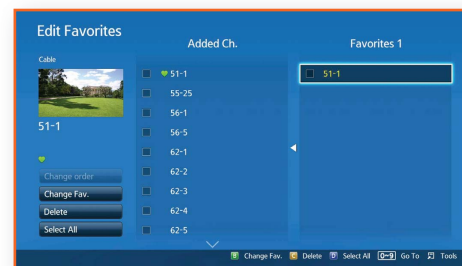 Edit Favorites
Added Ch.
Favorites 1
Cable
51-1
Change order
Change Fav.
Delete
Select All
51-1
55-25
56-1
56-5
62-1
62-2
62-3
62-4
62-5
51-1
B Change Fav. C Delete D Select All 0~9 Go To Tools